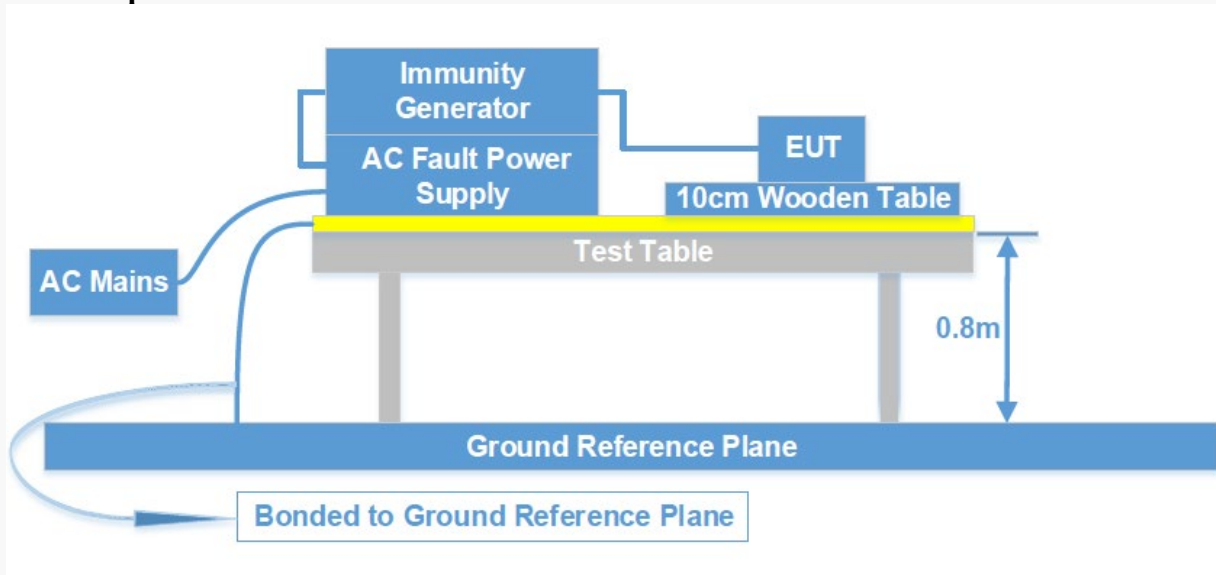 Immunity
Generator
AC Fault Power
Supply
EUT
10cm Wooden Table
Test Table
AC Mains
0.8m
Ground Reference Plane
Bonded to Ground Reference Plane